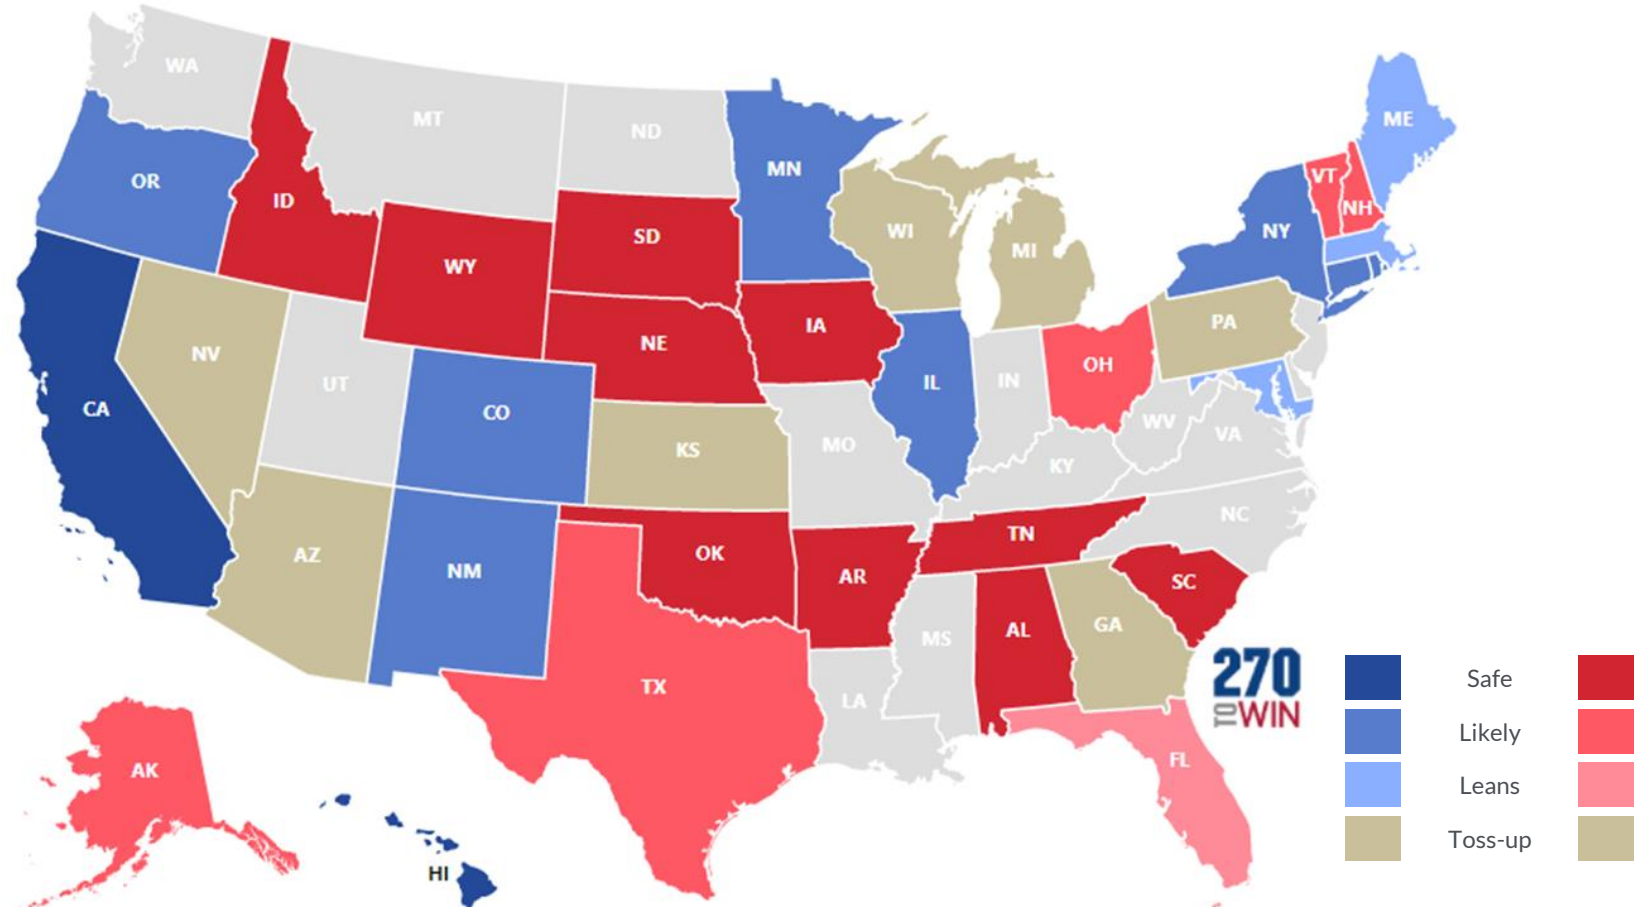 WA
MT
ND
MN
ME
OR
ID
SD
WY
WI
MI
NY
VT
NH
IA
NE
NV
UT
CO
KS
MO
IL
IN
OH
PA
WV
VA
KY
CA
AZ
NM
OK
AR
TN
NC
SC
TX
LA
MS
AL
GA
FL
AK
HI
270
TO WIN
Safe
Likely
Leans
Toss-up